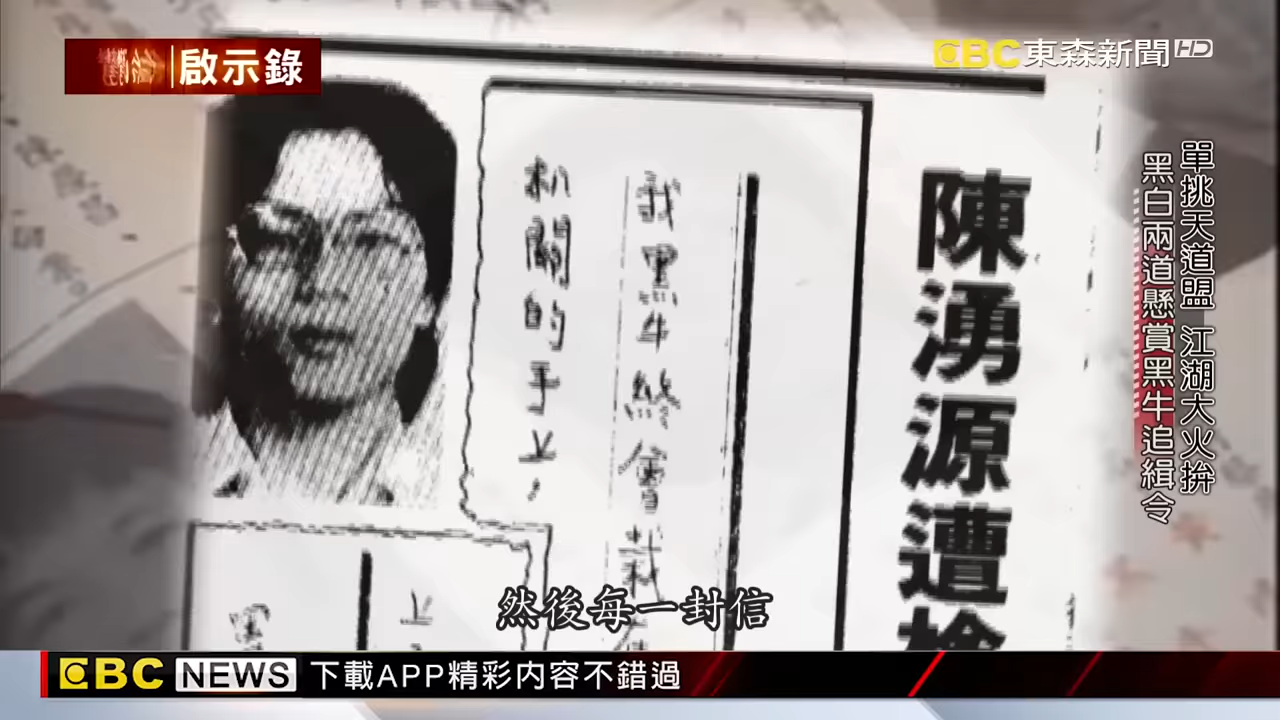 啟示錄
EBC東森新聞HD
單挑天道盟 江湖大火拚
黑白兩道懸賞黑牛追緝令
陳湧源遭槍
我黑牛終會栽
机關的手上,
上
然後每一封信
EBC NEWS 下載APP精彩內容不錯過